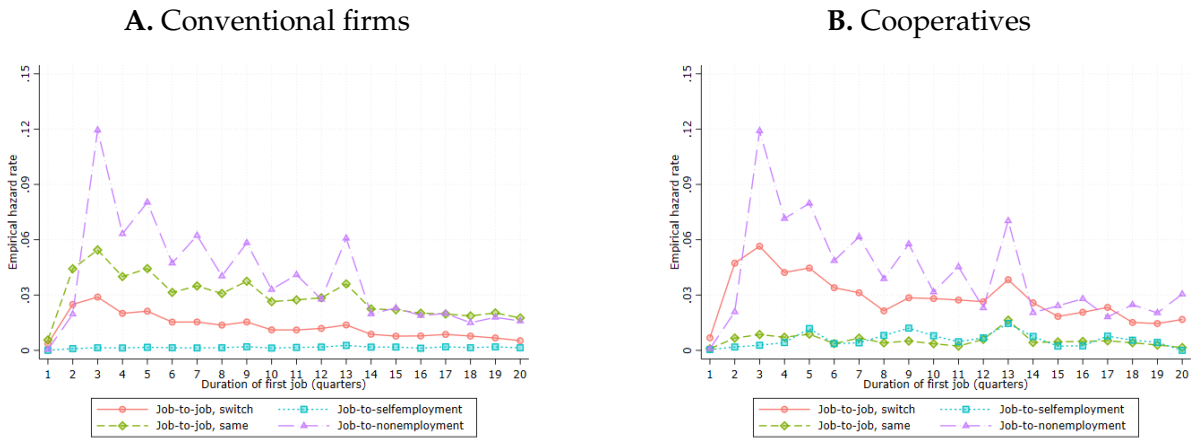 A. Conventional firms
Empirical hazard rate
.15
.12
.09
.06
.03
0
1 2 3 4 5 6 7 8 9 10 11 12 13 14 15 16 17 18 19 20
Duration of first job (quarters)
Job-to-job, switch
Job-to-selfemployment
Job-to-job, same
Job-to-nonemployment
B. Cooperatives
Empirical hazard rate
.15
.12
.09
.06
.03
0
1 2 3 4 5 6 7 8 9 10 11 12 13 14 15 16 17 18 19 20
Duration of first job (quarters)
Job-to-job, switch
Job-to-selfemployment
Job-to-job, same
Job-to-nonemployment